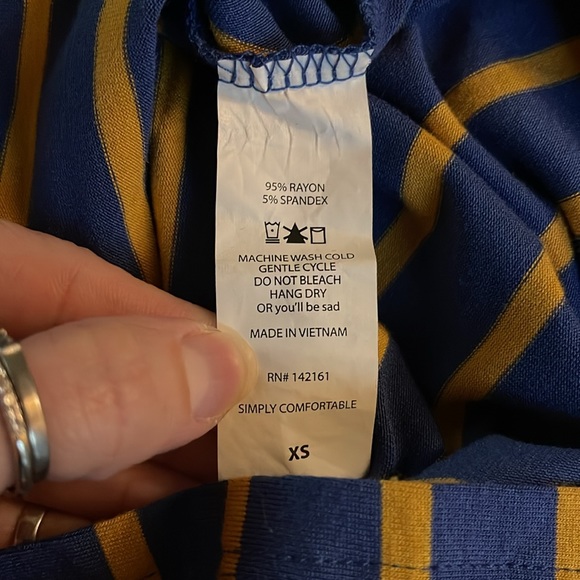 95% RAYON
5% SPANDEX
MACHINE WASH COLD
GENTLE CYCLE
DO NOT BLEACH
HANG DRY
OR you'll be sad
MADE IN VIETNAM
RN# 142161
SIMPLY COMFORTABLE
XS